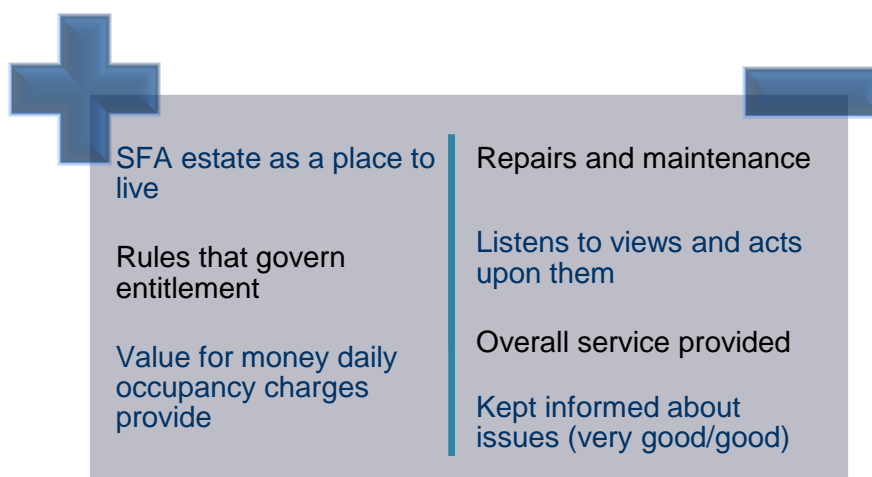 SFA estate as a place to
live
Rules that govern
entitlement
Value for money daily
occupancy charges
provide
Repairs and maintenance
Listens to views and acts
upon them
Overall service provided
Kept informed about
issues (very good/good)